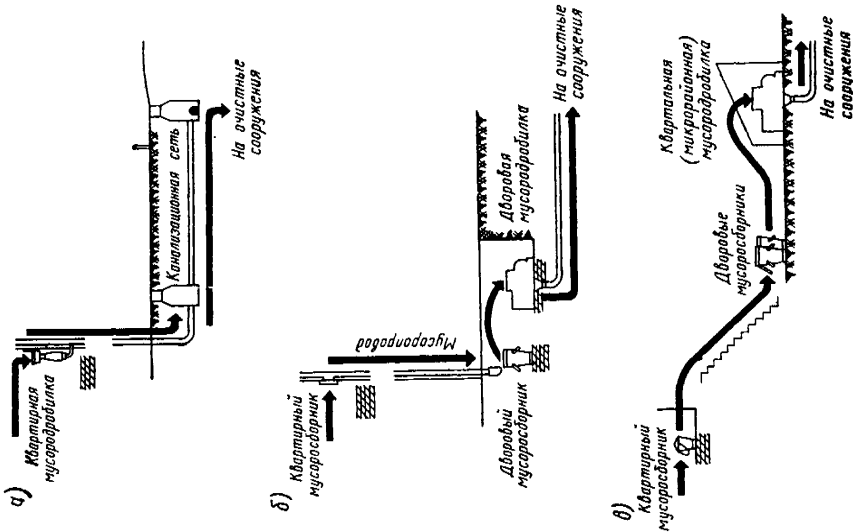 а)
Квартирная
мусородробилка
Канализационная сеть
На очистные
сооружения
б)
Квартирный
мусоросборник
Мусоропровод
Дворовый
мусоросборник
Дворовая
мусородробилка
На очистные
сооружения
в)
Квартирный
мусоросборник
Дворовые
мусоросборники
Квартальная
(микрорайонная)
мусородробилка
На очистные
сооружения